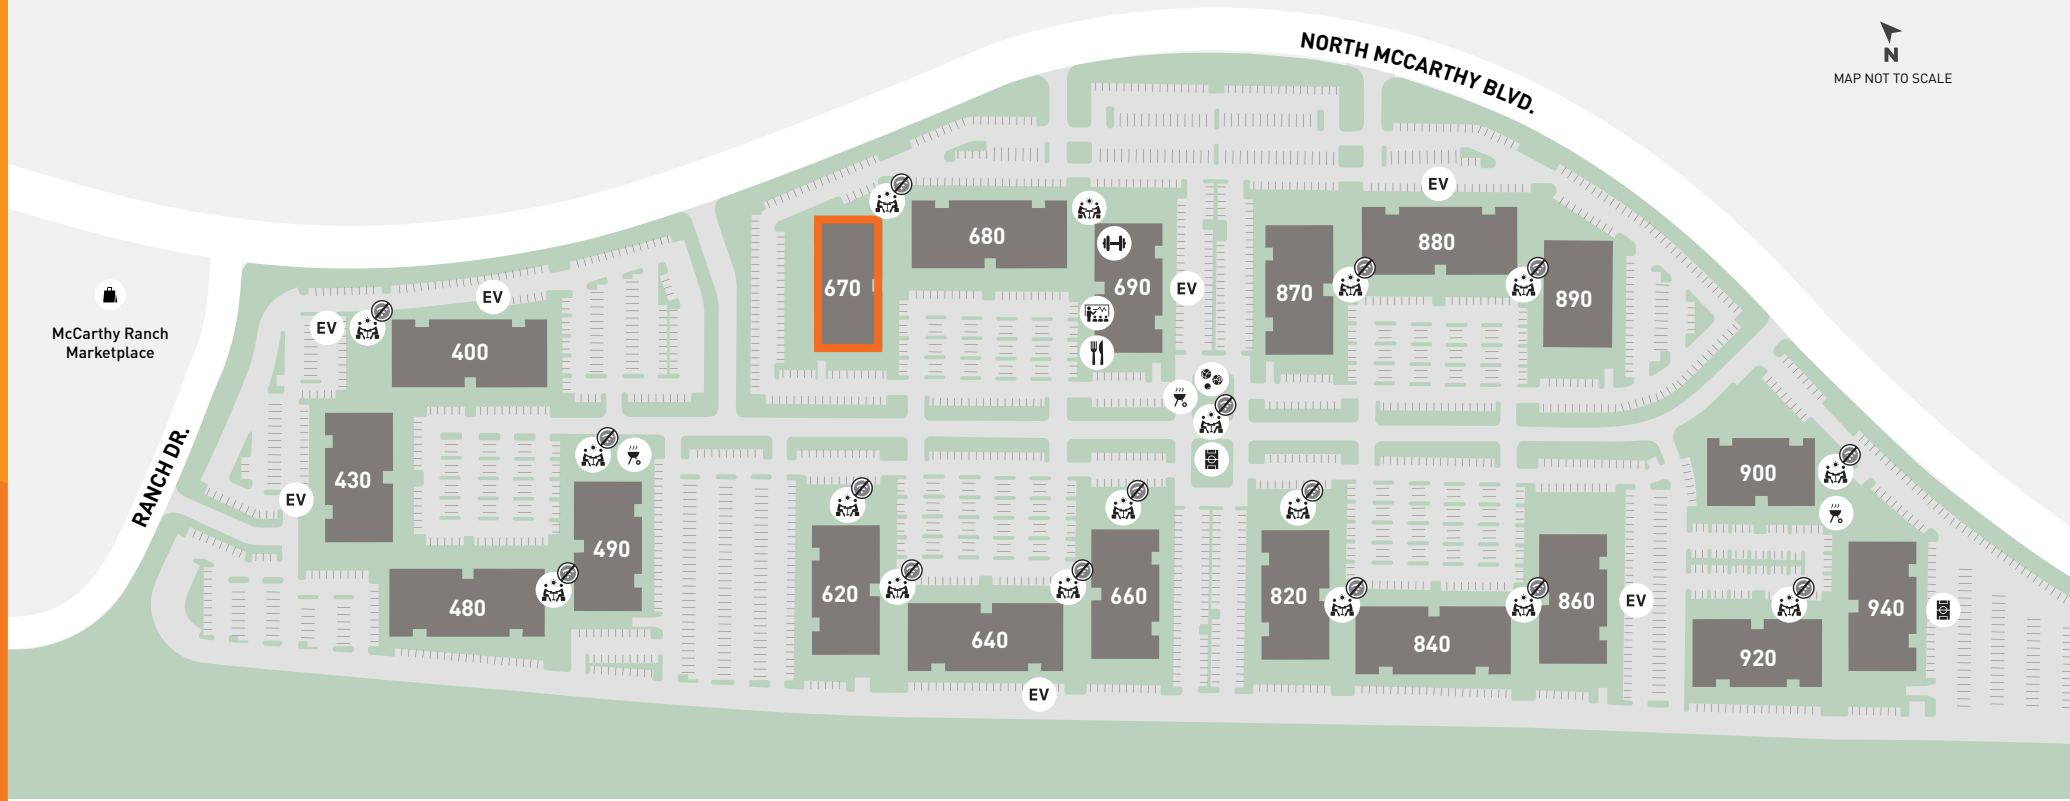 NORTH MCCARTHY BLVD.
N
MAP NOT TO SCALE
EV
680
880
670
690
EV
870
890
McCarthy Ranch
Marketplace
EV
EV
400
RANCH DR.
430
EV
490
480
900
620
640
660
EV
820
840
860
EV
920
940